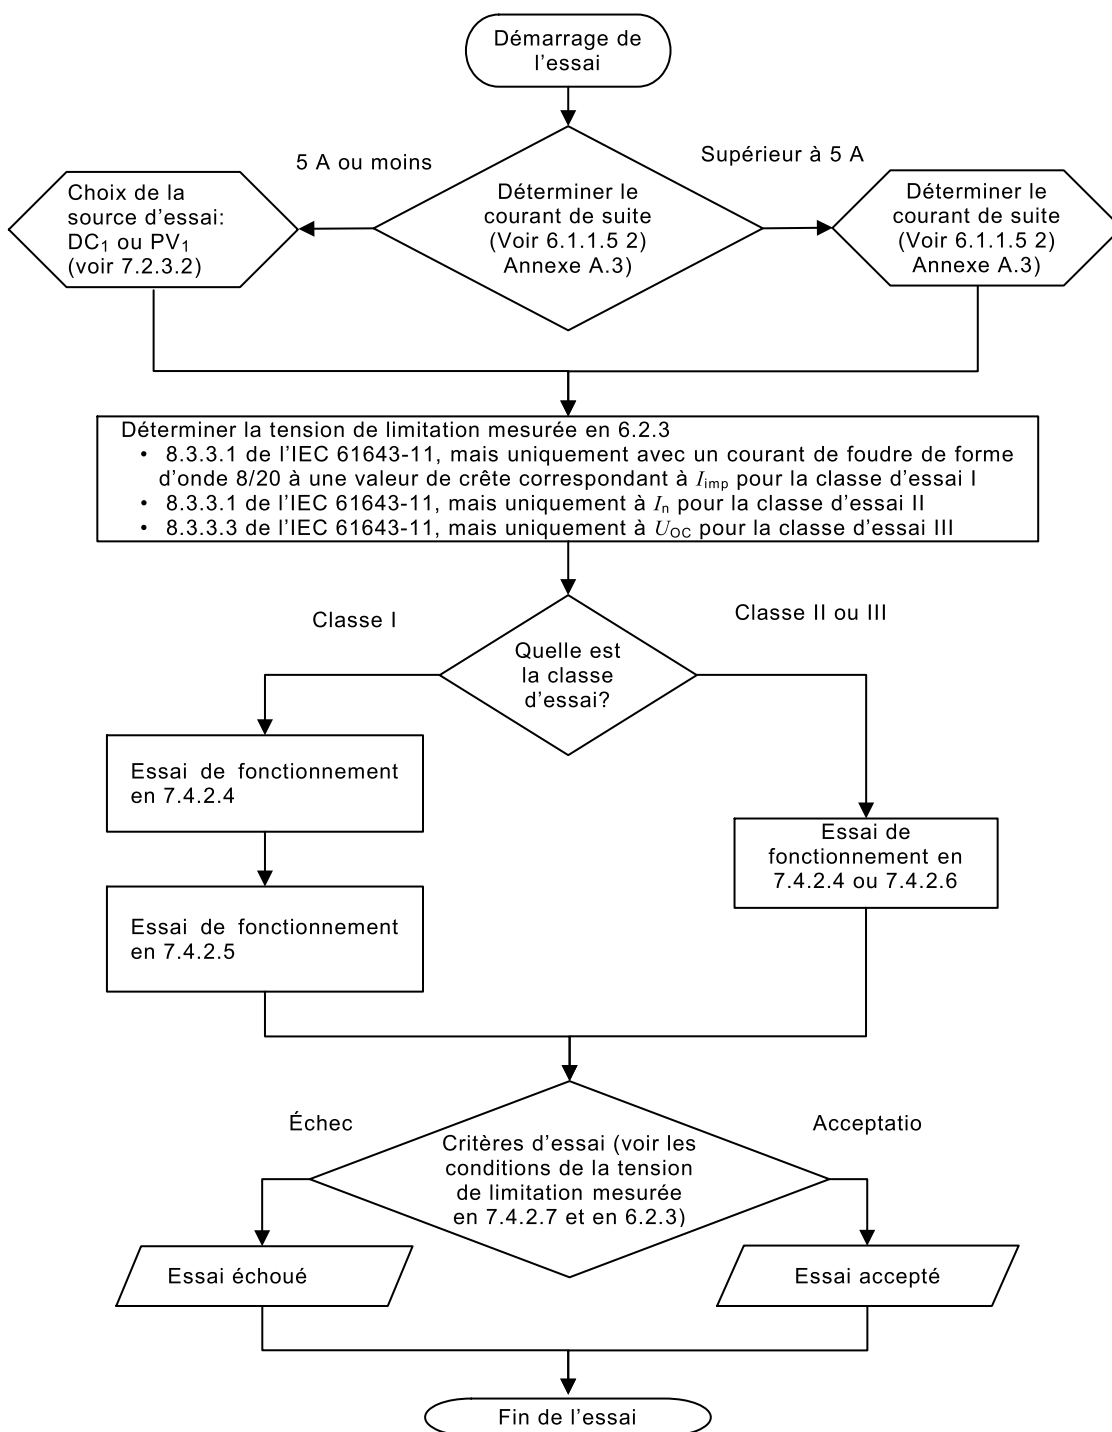 Démarrage de
l'essai
5 A ou moins
Supérieur à 5 A
Choix de la
source d'essai:
DC₁ ou PV₁
(voir 7.2.3.2)
Déterminer le
courant de suite
(Voir 6.1.1.5 2)
Annexe A.3)
Déterminer le
courant de suite
(Voir 6.1.1.5 2)
Annexe A.3)
Déterminer la tension de limitation mesurée en 6.2.3
• 8.3.3.1 de l'IEC 61643-11, mais uniquement avec un courant de foudre de forme
d'onde 8/20 à une valeur de crête correspondant à Iimp pour la classe d'essai I
• 8.3.3.1 de l'IEC 61643-11, mais uniquement à In pour la classe d'essai II
• 8.3.3.3 de l'IEC 61643-11, mais uniquement à UOC pour la classe d'essai III
Classe I
Classe II ou III
Quelle est
la classe
d'essai?
Essai de fonctionnement
en 7.4.2.4
Essai de
fonctionnement en
7.4.2.4 ou 7.4.2.6
Essai de fonctionnement
en 7.4.2.5
Échec
Acceptatio
Critères d'essai (voir les
conditions de la tension
de limitation mesurée
en 7.4.2.7 et en 6.2.3)
Essai échoué
Essai accepté
Fin de l'essai